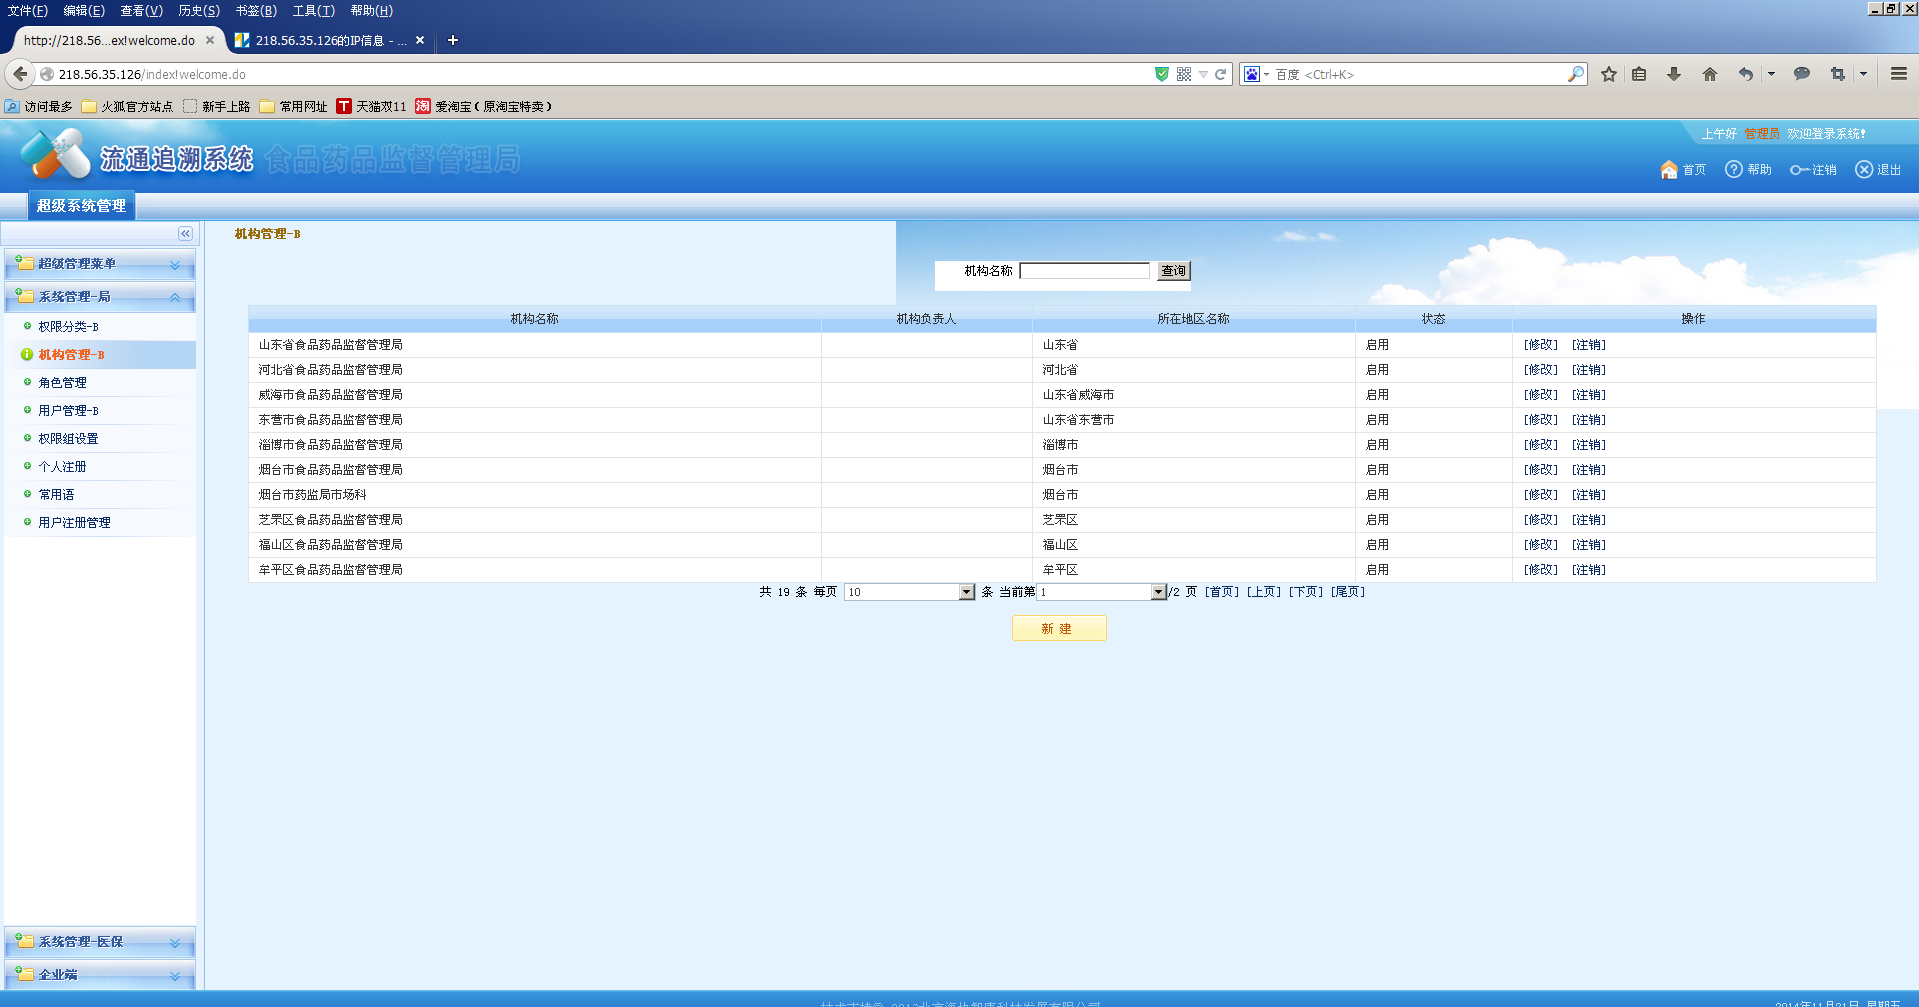 文件(F) 编辑(E) 查看(V) 历史(S) 书签(B) 工具(T) 帮助(H)
http://218.56...ex!welcome.do 218.56.35.126的IP信息 - ...
218.56.35.126/index!welcome.do 百度 <Ctrl+K>
访问最多 火狐官方站点 新手上路 常用网址 T 天猫双11 淘 爱淘宝（原淘宝特卖）
上午好 管理员 欢迎登录系统!
流通追溯系统 食品药品监督管理局
首页 帮助 注销 退出
超级系统管理
机构管理-B
超级管理菜单
系统管理-局
权限分类-B
机构管理-B
角色管理
用户管理-B
权限组设置
个人注册
常用语
用户注册管理
系统管理-医保
企业端
机构名称 查询
机构名称 机构负责人 所在地区名称 状态 操作
山东省食品药品监督管理局 山东省 启用 [修改] [注销]
河北省食品药品监督管理局 河北省 启用 [修改] [注销]
威海市食品药品监督管理局 山东省威海市 启用 [修改] [注销]
东营市食品药品监督管理局 山东省东营市 启用 [修改] [注销]
淄博市食品药品监督管理局 淄博市 启用 [修改] [注销]
烟台市食品药品监督管理局 烟台市 启用 [修改] [注销]
烟台市药监局市场科 烟台市 启用 [修改] [注销]
芝罘区食品药品监督管理局 芝罘区 启用 [修改] [注销]
福山区食品药品监督管理局 福山区 启用 [修改] [注销]
牟平区食品药品监督管理局 牟平区 启用 [修改] [注销]
共 19 条 每页 10 条 当前第 1 /2 页 [首页] [上页] [下页] [尾页]
新 建
2014年11月21日 星期五